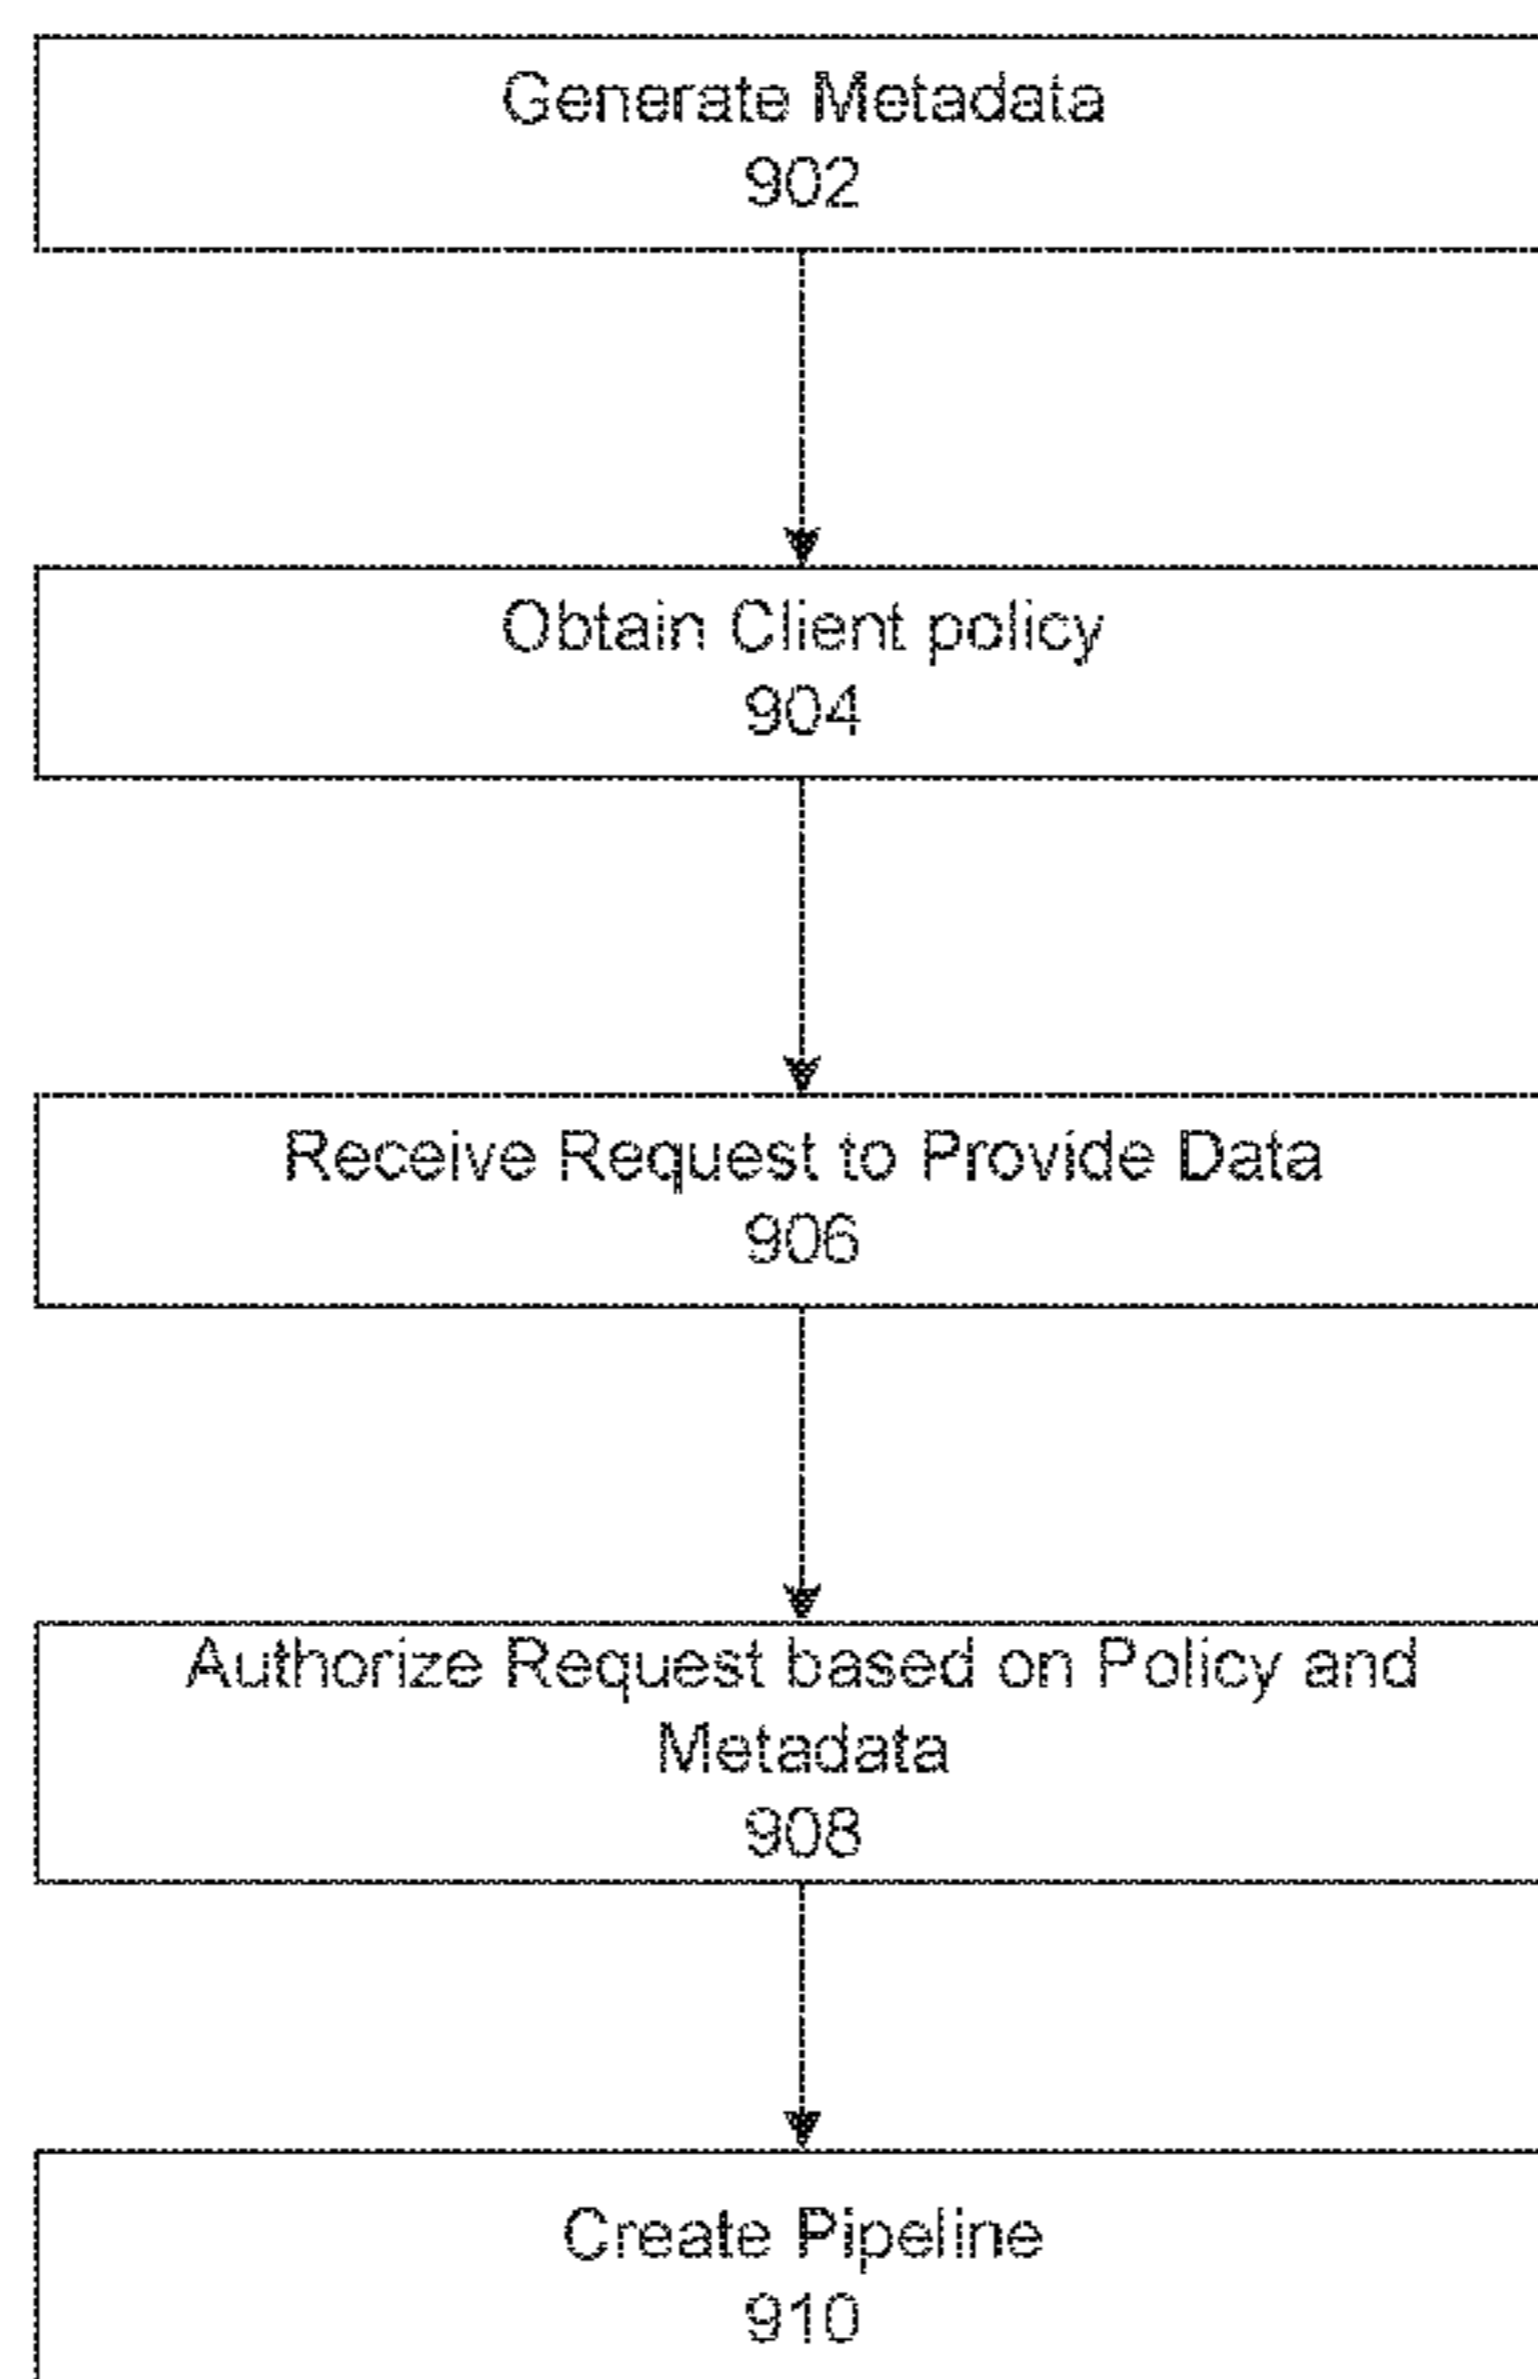 Generate Metadata
902
Obtain Client policy
904
Receive Request to Provide Data
906
Authorize Request based on Policy and
Metadata
908
Create Pipeline
910